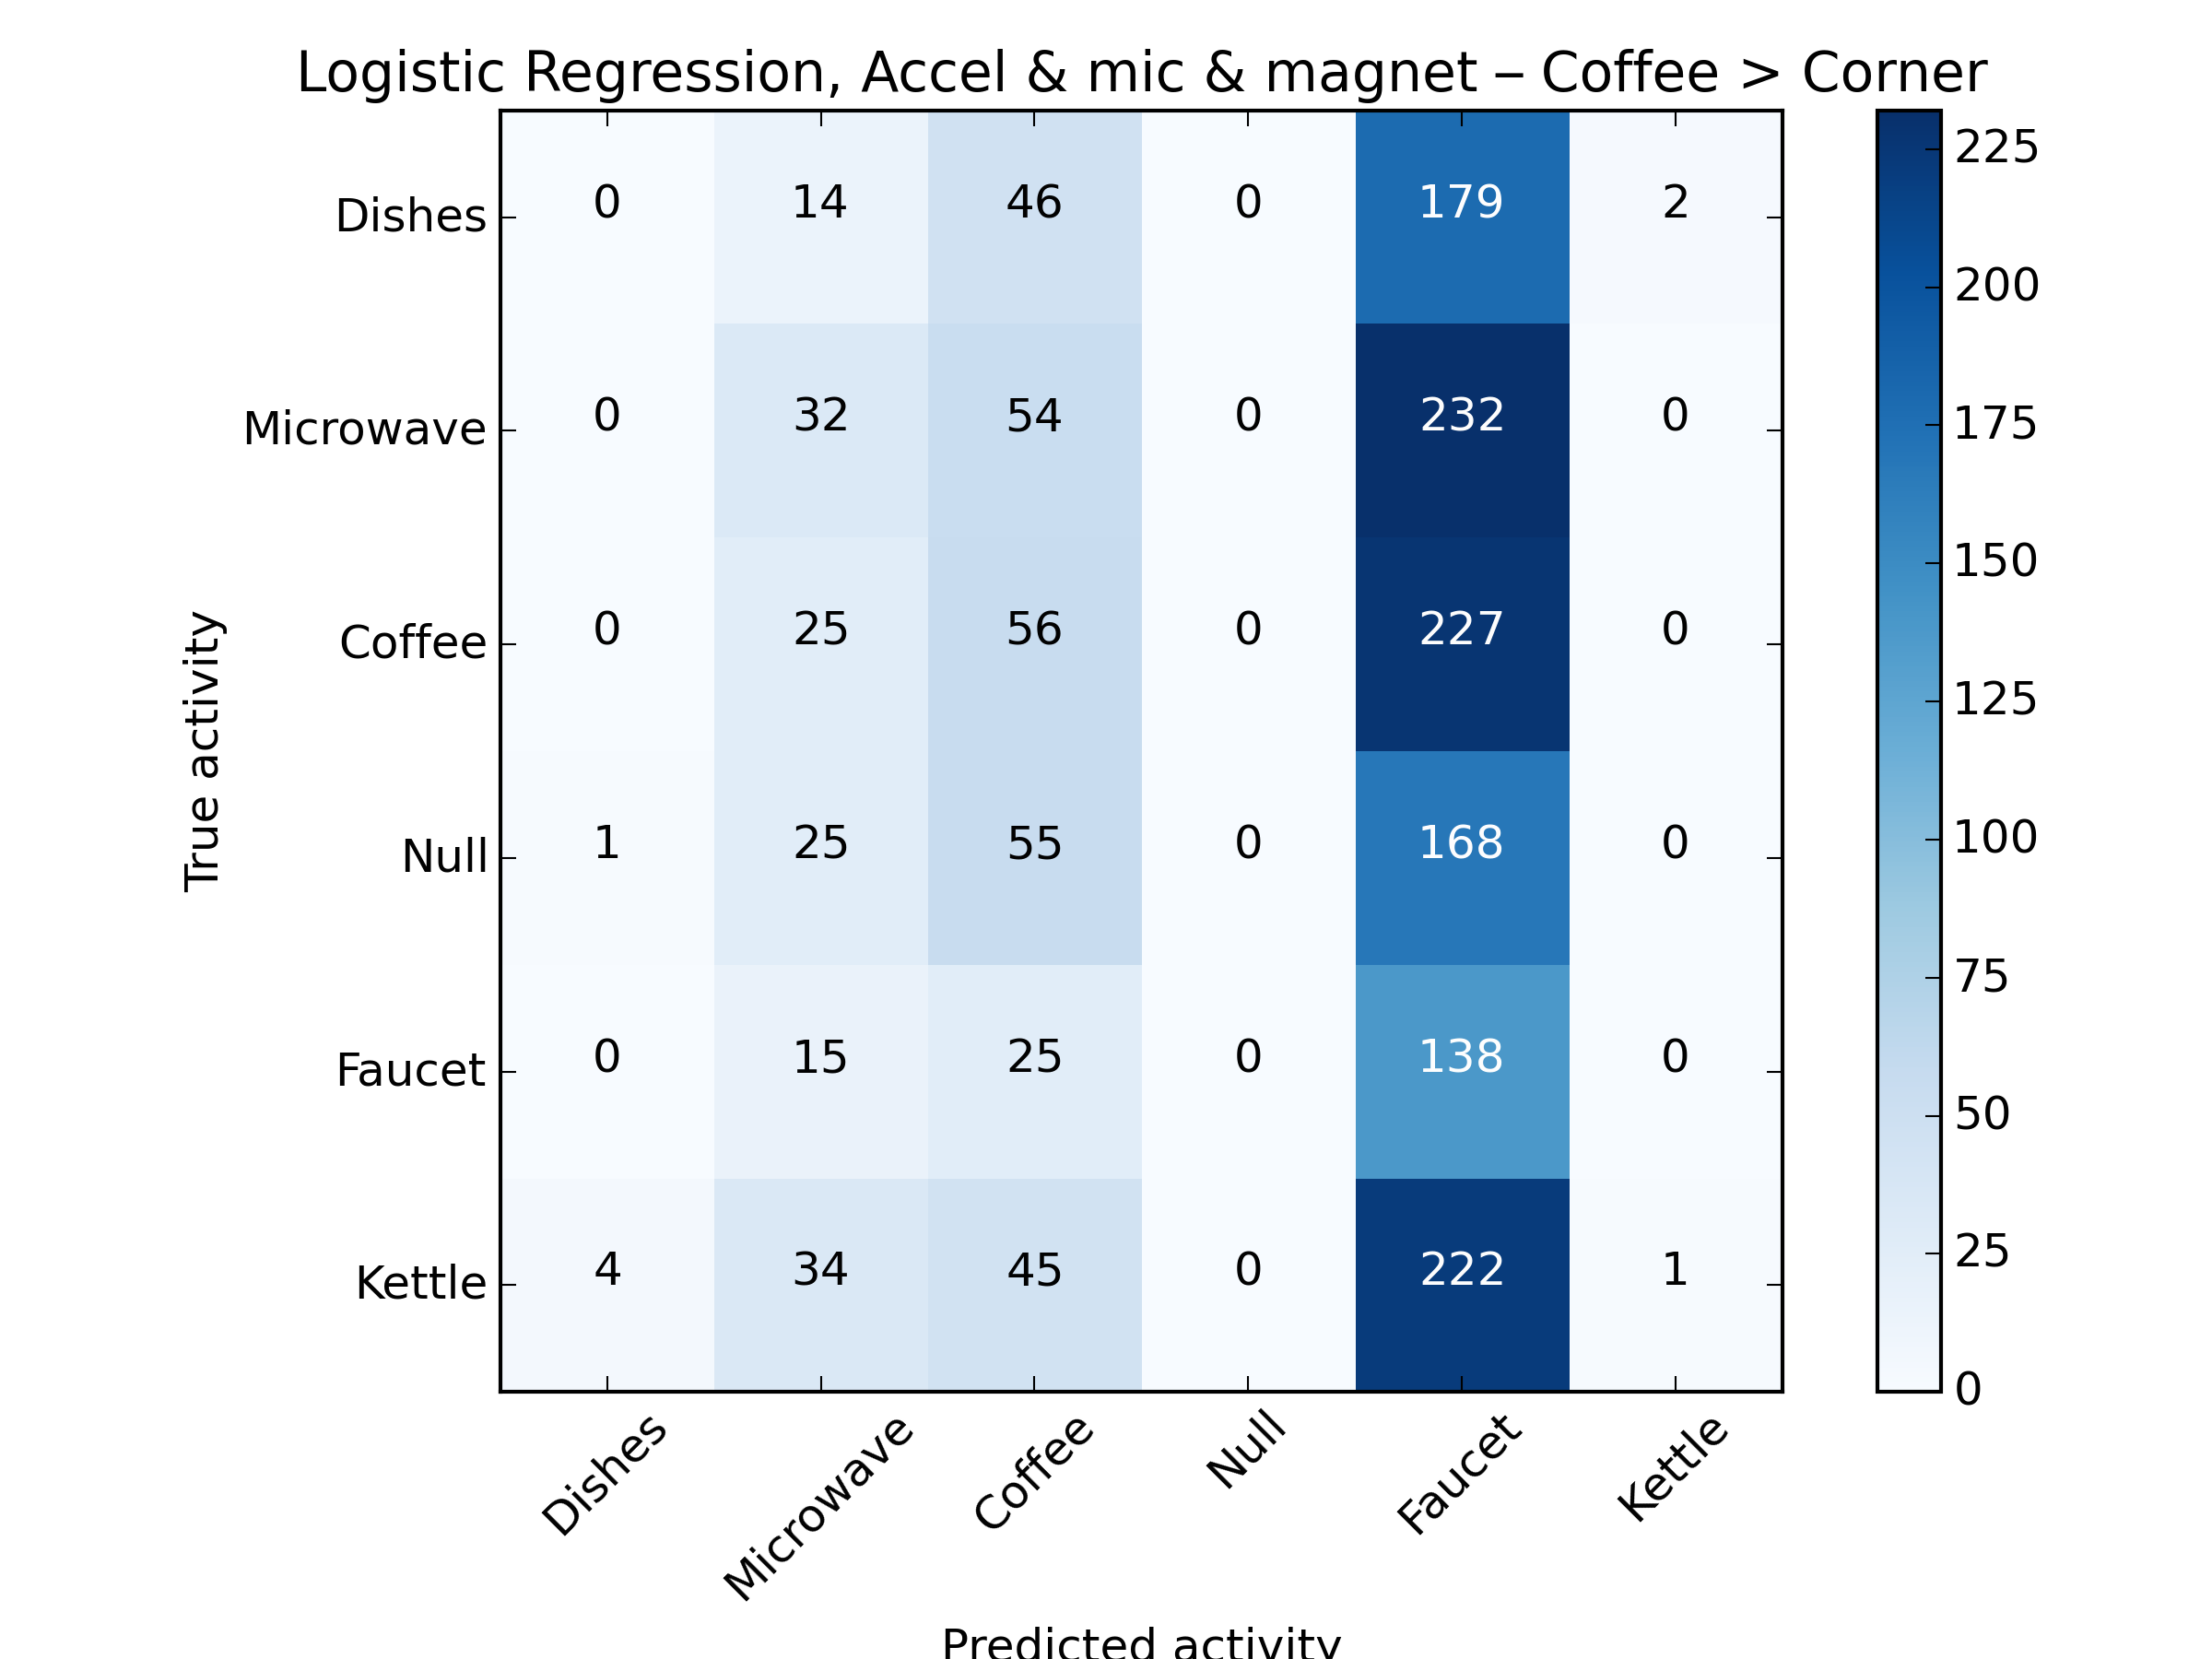 Logistic Regression, Accel & mic & magnet – Coffee > Corner
Dishes 0 14 46 0 179 2
Microwave 0 32 54 0 232 0
Coffee 0 25 56 0 227 0
Null 1 25 55 0 168 0
Faucet 0 15 25 0 138 0
Kettle 4 34 45 0 222 1
True activity
Dishes Microwave Coffee Null Faucet Kettle
Predicted activity
225
200
175
150
125
100
75
50
25
0